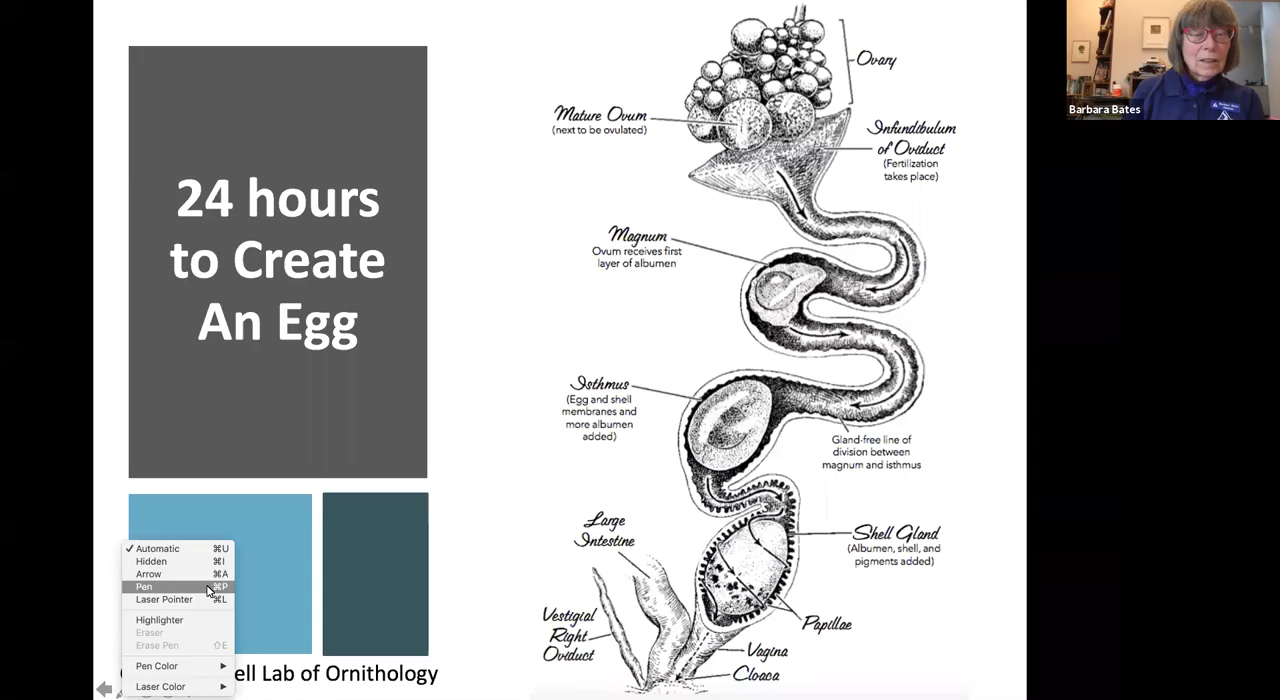 24 hours
to Create
An Egg
Ovary
Mature Ovum
(next to be ovulated)
Infundibulum
of Oviduct
(Fertilization
takes place)
Magnum
Ovum receives first
layer of albumen
Isthmus
(Egg and shell
membranes and
more albumen
added)
Gland-free line of
division between
magnum and isthmus
Large
Intestine
Shell Gland
(Albumen, shell, and
pigments added)
Vestigial
Right
Oviduct
Papillae
Vagina
Cloaca
✓ Automatic ⌘U
Hidden ⌘I
Arrow ⌘A
Pen ⌘P
Laser Pointer ⌘L
Highlighter
Eraser
Erase Pen ⇧E
Pen Color
Laser Color
ell Lab of Ornithology
Barbara Bates